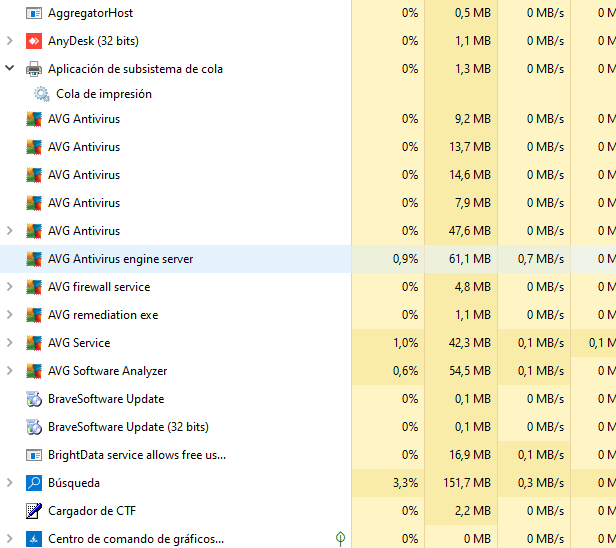 AggregatorHost 0% 0,5 MB 0 MB/s 0 M
AnyDesk (32 bits) 0% 1,1 MB 0 MB/s 0 M
Aplicación de subsistema de cola 0% 1,3 MB 0 MB/s 0 M
Cola de impresión
AVG Antivirus 0% 9,2 MB 0 MB/s 0 M
AVG Antivirus 0% 13,7 MB 0 MB/s 0 M
AVG Antivirus 0% 14,6 MB 0 MB/s 0 M
AVG Antivirus 0% 7,9 MB 0 MB/s 0 M
AVG Antivirus 0% 47,6 MB 0 MB/s 0 M
AVG Antivirus engine server 0,9% 61,1 MB 0,7 MB/s 0 M
AVG firewall service 0% 4,8 MB 0 MB/s 0 M
AVG remediation exe 0% 1,1 MB 0 MB/s 0 M
AVG Service 1,0% 42,3 MB 0,1 MB/s 0,1 M
AVG Software Analyzer 0,6% 54,5 MB 0,1 MB/s 0 M
BraveSoftware Update 0% 0,1 MB 0 MB/s 0 M
BraveSoftware Update (32 bits) 0% 0,1 MB 0 MB/s 0 M
BrightData service allows free us... 0% 16,9 MB 0,1 MB/s 0 M
Búsqueda 3,3% 151,7 MB 0,3 MB/s 0 M
Cargador de CTF 0% 2,2 MB 0 MB/s 0 M
Centro de comando de gráficos... 0% 0 MB 0 MB/s 0 M